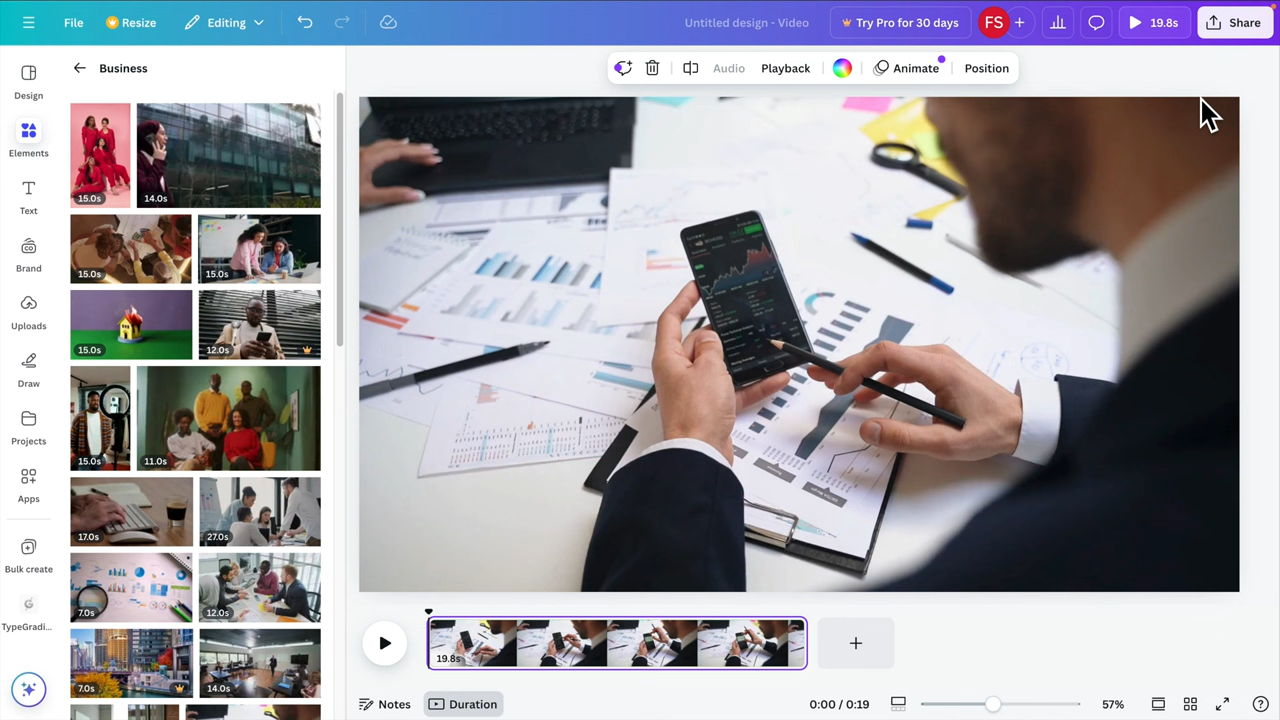 File
Resize
Editing
Untitled design - Video
Try Pro for 30 days
FS
+
19.8s
Share
Design
Elements
Text
Brand
Uploads
Draw
Projects
Apps
Bulk create
TypeGradi...
Business
15.0s
14.0s
15.0s
15.0s
15.0s
12.0s
15.0s
11.0s
17.0s
27.0s
7.0s
12.0s
7.0s
14.0s
Audio
Playback
Animate
Position
19.8s
+
Notes
Duration
0:00 / 0:19
57%
?